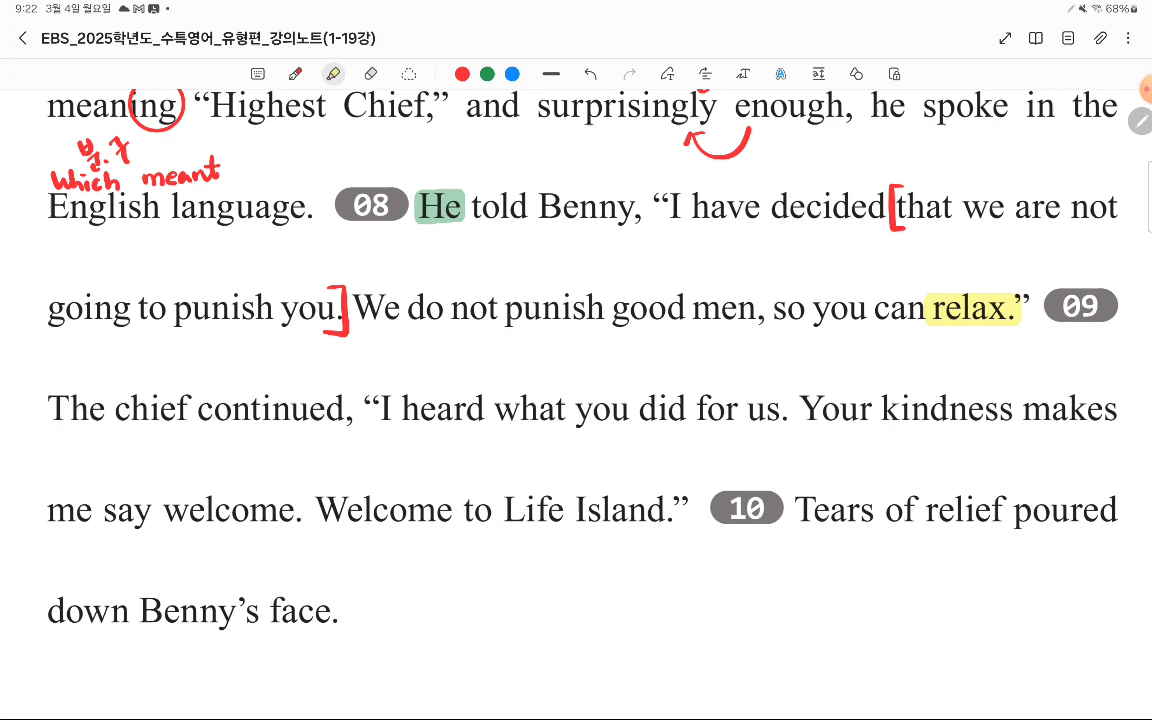 9:22 3월 4일 월요일
68%
EBS_2025학년도_수특영어_유형편_강의노트(1-19강)
meaning “Highest Chief,” and surprisingly enough, he spoke in the
분.구
which meant
English language. 08 He told Benny, “I have decided [that we are not
going to punish you.] We do not punish good men, so you can relax.” 09
The chief continued, “I heard what you did for us. Your kindness makes
me say welcome. Welcome to Life Island.” 10 Tears of relief poured
down Benny’s face.